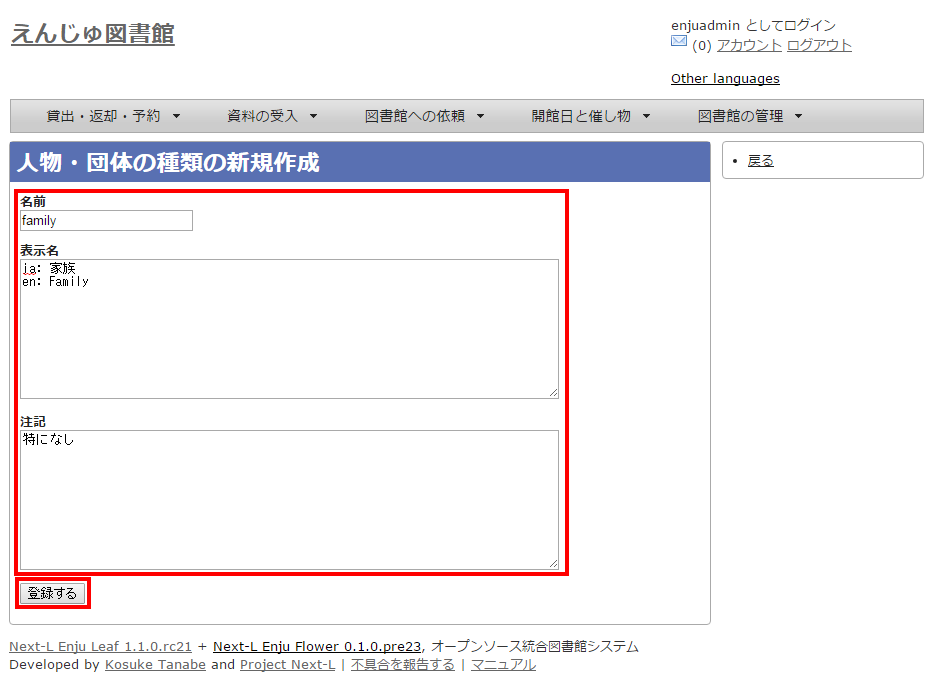 えんじゅ図書館
enjuadmin としてログイン
(0) アカウント ログアウト
Other languages
貸出・返却・予約 ▼ 資料の受入 ▼ 図書館への依頼 ▼ 開館日と催し物 ▼ 図書館の管理 ▼
人物・団体の種類の新規作成
• 戻る
名前
family
表示名
ja: 家族
en: Family
注記
特になし
登録する
Next-L Enju Leaf 1.1.0.rc21 + Next-L Enju Flower 0.1.0.pre23, オープンソース統合図書館システム
Developed by Kosuke Tanabe and Project Next-L | 不具合を報告する | マニュアル